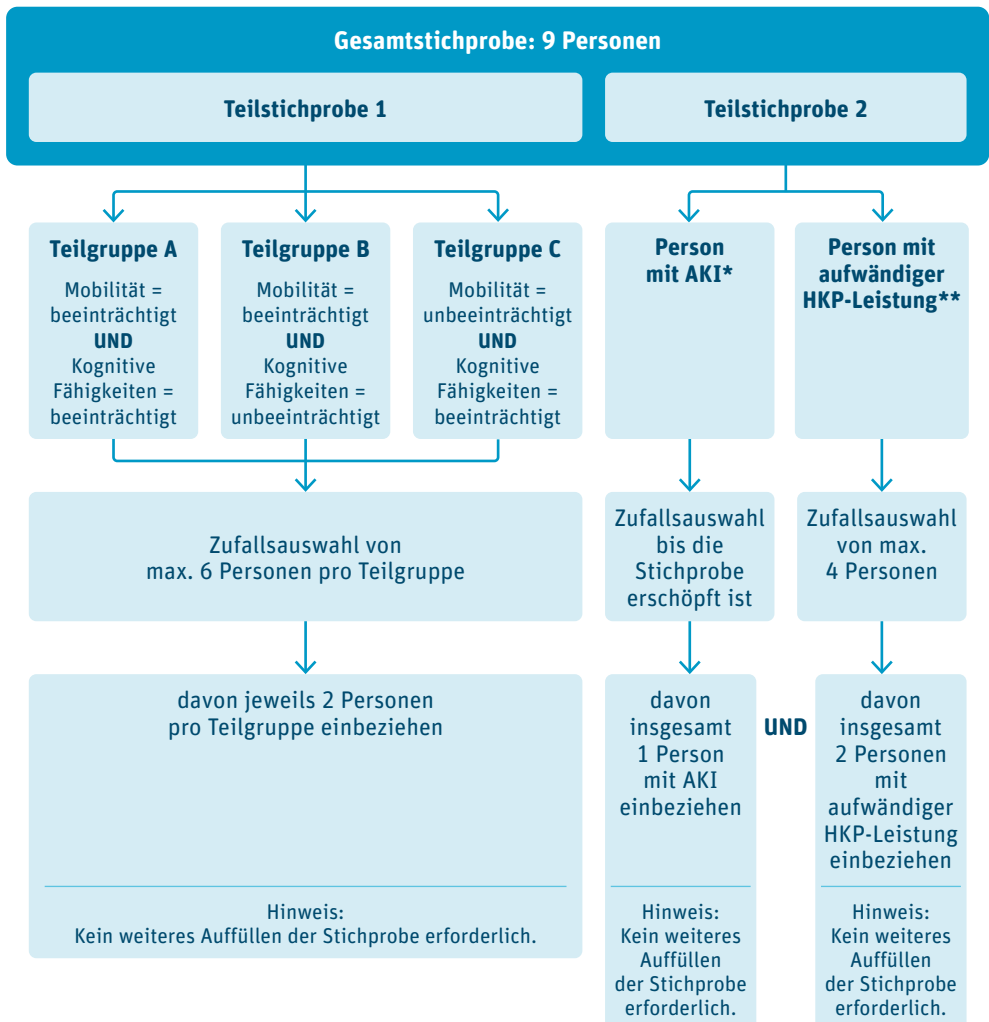 Gesamtstichprobe: 9 Personen
Teilstichprobe 1
Teilstichprobe 2
Teilgruppe A
Mobilität =
beeinträchtigt
UND
Kognitive
Fähigkeiten =
beeinträchtigt
Teilgruppe B
Mobilität =
beeinträchtigt
UND
Kognitive
Fähigkeiten =
unbeeinträchtigt
Teilgruppe C
Mobilität =
unbeeinträchtigt
UND
Kognitive
Fähigkeiten =
beeinträchtigt
Person
mit AKI*
Person mit
aufwändiger
HKP-Leistung**
Zufallsauswahl von
max. 6 Personen pro Teilgruppe
Zufallsauswahl
bis die
Stichprobe
erschöpft ist
Zufallsauswahl
von max.
4 Personen
davon jeweils 2 Personen
pro Teilgruppe einbeziehen
Hinweis:
Kein weiteres Auffüllen der Stichprobe erforderlich.
davon
insgesamt
1 Person
mit AKI
einbeziehen
Hinweis:
Kein weiteres
Auffüllen
der Stichprobe
erforderlich.
UND
davon
insgesamt
2 Personen
mit
aufwändiger
HKP-Leistung
einbeziehen
Hinweis:
Kein weiteres
Auffüllen
der Stichprobe
erforderlich.